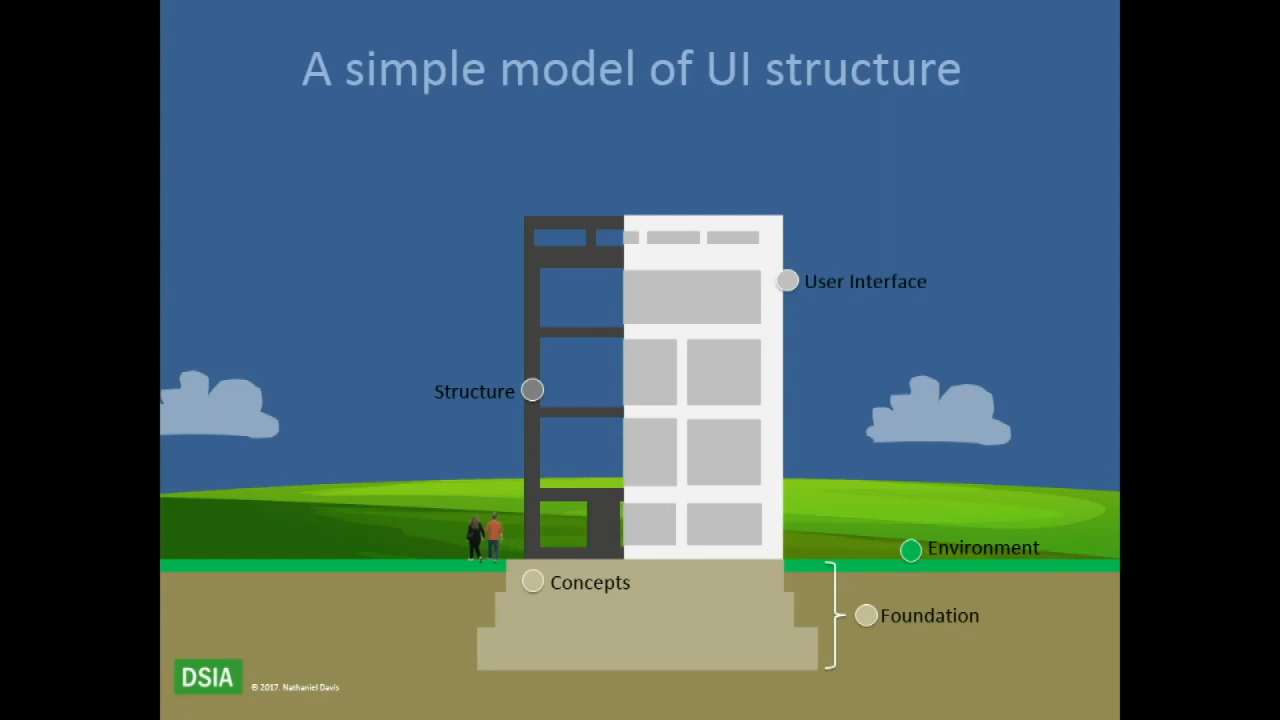 A simple model of UI structure
User Interface
Structure
Environment
Concepts
Foundation
DSIA
© 2017. Nathaniel Davis